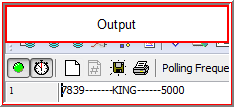 Output
Polling Freque
1 7839-------KING------5000